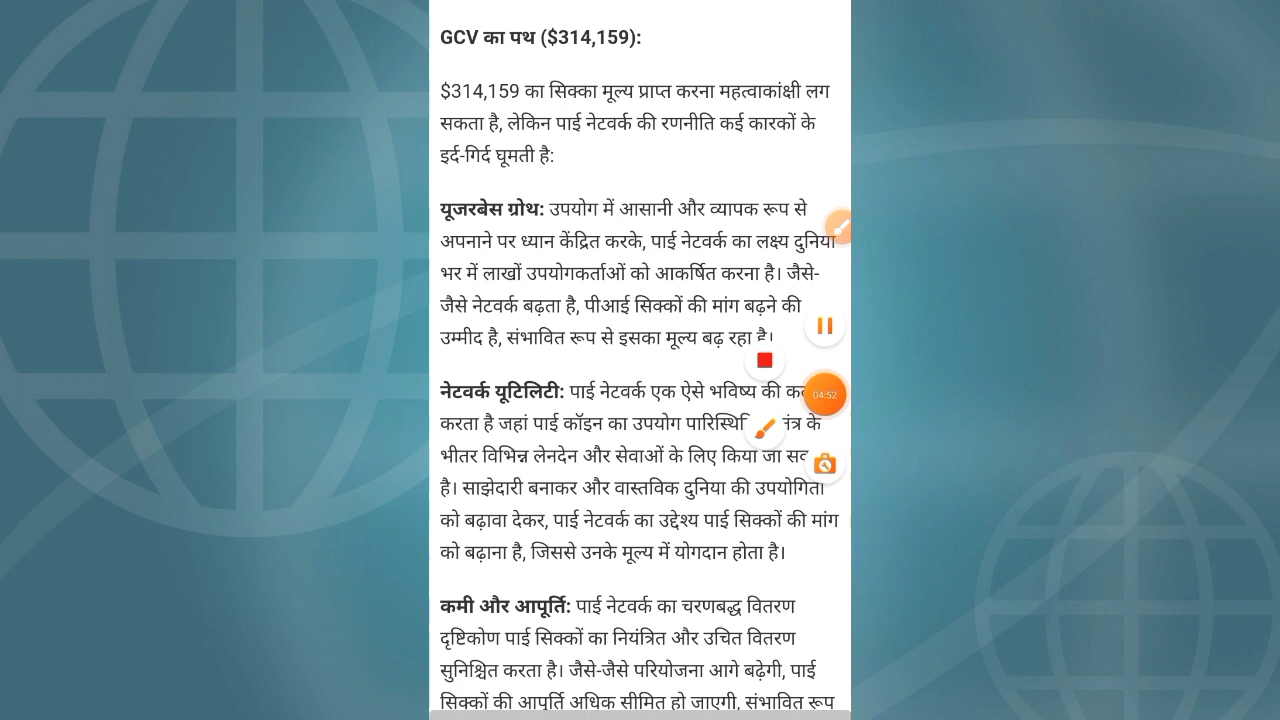 GCV का पथ ($314,159):
$314,159 का सिक्का मूल्य प्राप्त करना महत्वाकांक्षी लग
सकता है, लेकिन पाई नेटवर्क की रणनीति कई कारकों के
इर्द-गिर्द घूमती है:
यूजरबेस ग्रोथ: उपयोग में आसानी और व्यापक रूप से
अपनाने पर ध्यान केंद्रित करके, पाई नेटवर्क का लक्ष्य दुनिया
भर में लाखों उपयोगकर्ताओं को आकर्षित करना है। जैसे-
जैसे नेटवर्क बढ़ता है, पीआई सिक्कों की मांग बढ़ने की
उम्मीद है, संभावित रूप से इसका मूल्य बढ़ रहा है।
नेटवर्क यूटिलिटी: पाई नेटवर्क एक ऐसे भविष्य की
04:52
करता है जहां पाई कॉइन का उपयोग के
भीतर विभिन्न लेनदेन और सेवाओं के लिए किया जा
है। साझेदारी बनाकर और वास्तविक दुनिया की उपयोगिता
को बढ़ावा देकर, पाई नेटवर्क का उद्देश्य पाई सिक्कों की मांग
को बढ़ाना है, जिससे उनके मूल्य में योगदान होता है।
कमी और आपूर्ति: पाई नेटवर्क का चरणबद्ध वितरण
दृष्टिकोण पाई सिक्कों का नियंत्रित और उचित वितरण
सुनिश्चित करता है। जैसे-जैसे परियोजना आगे बढ़ेगी, पाई
सिक्कों की आपूर्ति अधिक सीमित हो जाएगी, संभावित रूप